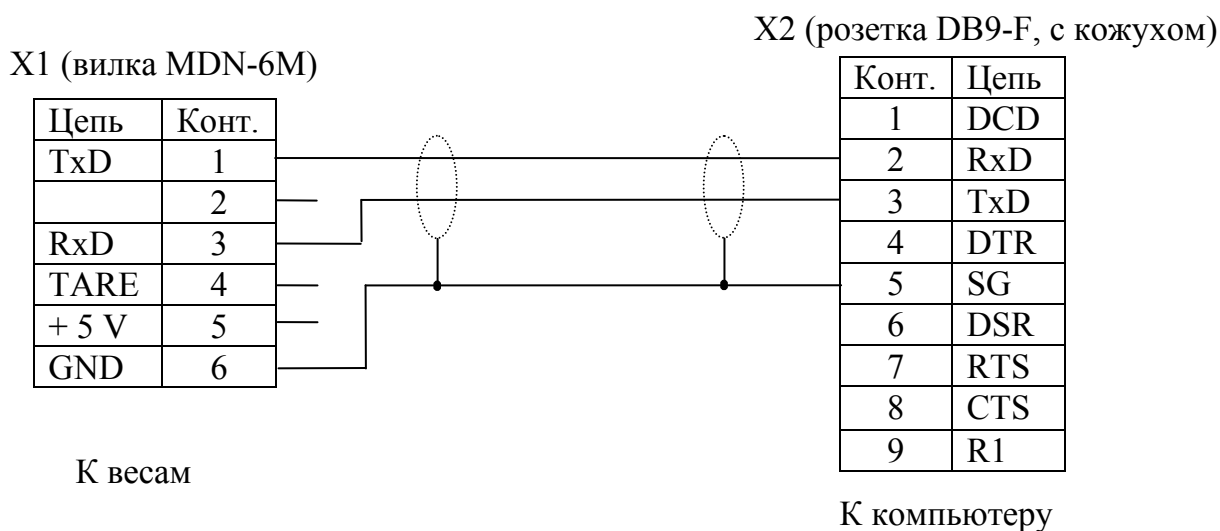 X2 (розетка DB9-F, с кожухом)
X1 (вилка MDN-6M)
Цепь Конт.
TxD 1
2
RxD 3
TARE 4
+ 5 V 5
GND 6
К весам
Конт. Цепь
1 DCD
2 RxD
3 TxD
4 DTR
5 SG
6 DSR
7 RTS
8 CTS
9 R1
К компьютеру